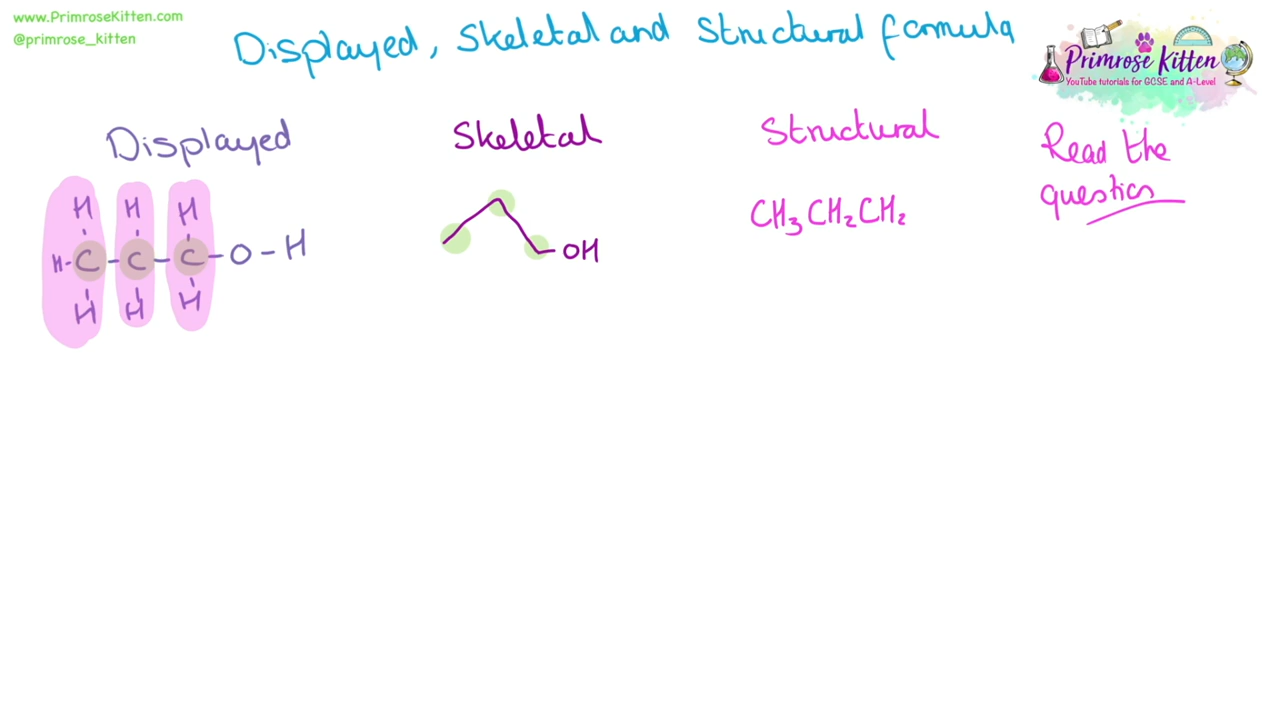 www.PrimroseKitten.com
@primrose_kitten
Displayed, Skeletal and Structural formula
Primrose Kitten
YouTube tutorials for GCSE and A-Level
Displayed
Skeletal
Structural
Read the
question
H H H
H-C-C-C-O-H
H H H
OH
CH₃CH₂CH₂